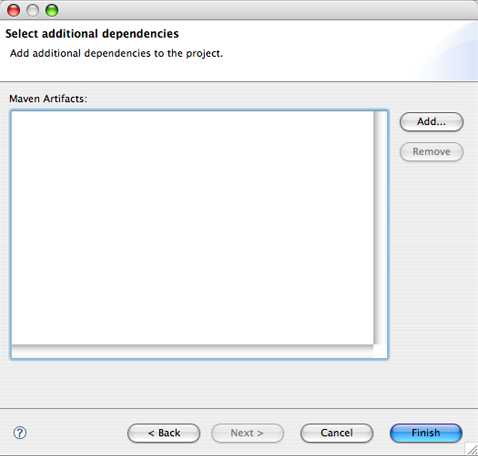 Select additional dependencies
Add additional dependencies to the project.
Maven Artifacts:
Add...
Remove
?
< Back
Next >
Cancel
Finish